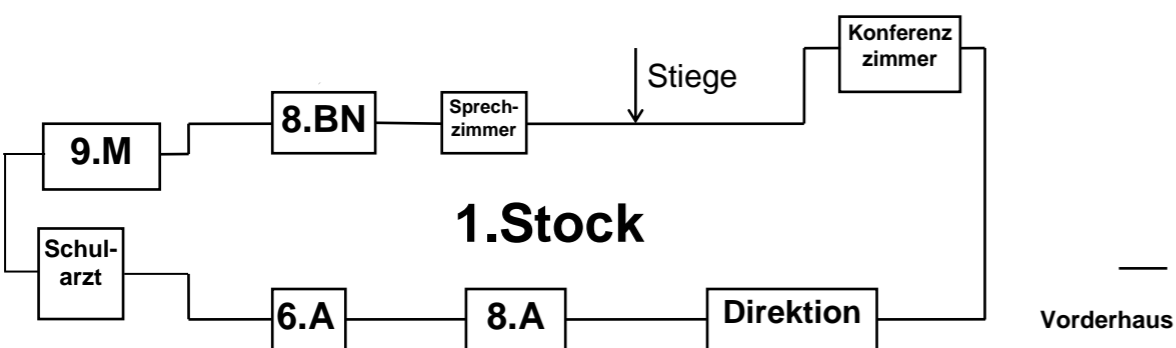 Konferenz
zimmer
Stiege
Sprech-
zimmer
8.BN
9.M
1.Stock
Schul-
arzt
6.A
8.A
Direktion
Vorderhaus